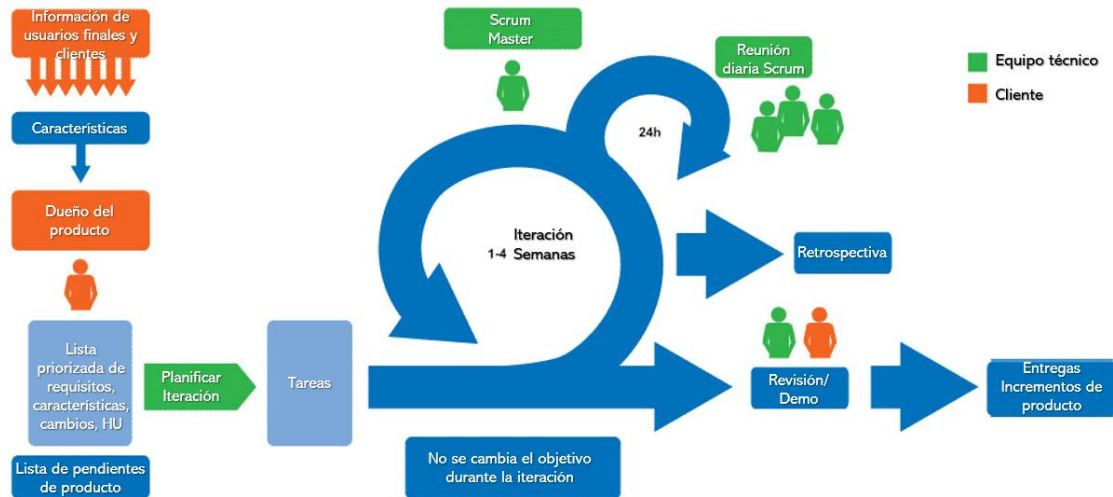 Información de
usuarios finales y
clientes
Características
Dueño del
producto
Lista
priorizada de
requisitos,
características,
cambios, HU
Lista de pendientes
de producto
Planificar
Iteración
Tareas
Scrum
Master
Reunión
diaria Scrum
24h
Iteración
1-4 Semanas
No se cambia el objetivo
durante la iteración
Retrospectiva
Revisión/
Demo
Entregas
Incrementos de
producto
Equipo técnico
Cliente